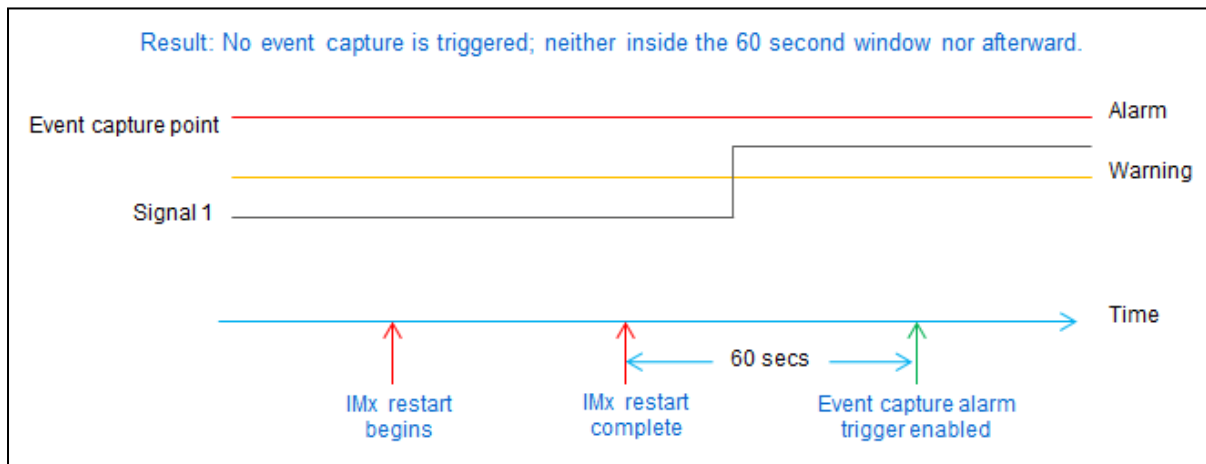 Result: No event capture is triggered; neither inside the 60 second window nor afterward.
Alarm
Event capture point
Warning
Signal 1
Time
60 secs
IMx restart
begins
IMx restart
complete
Event capture alarm
trigger enabled